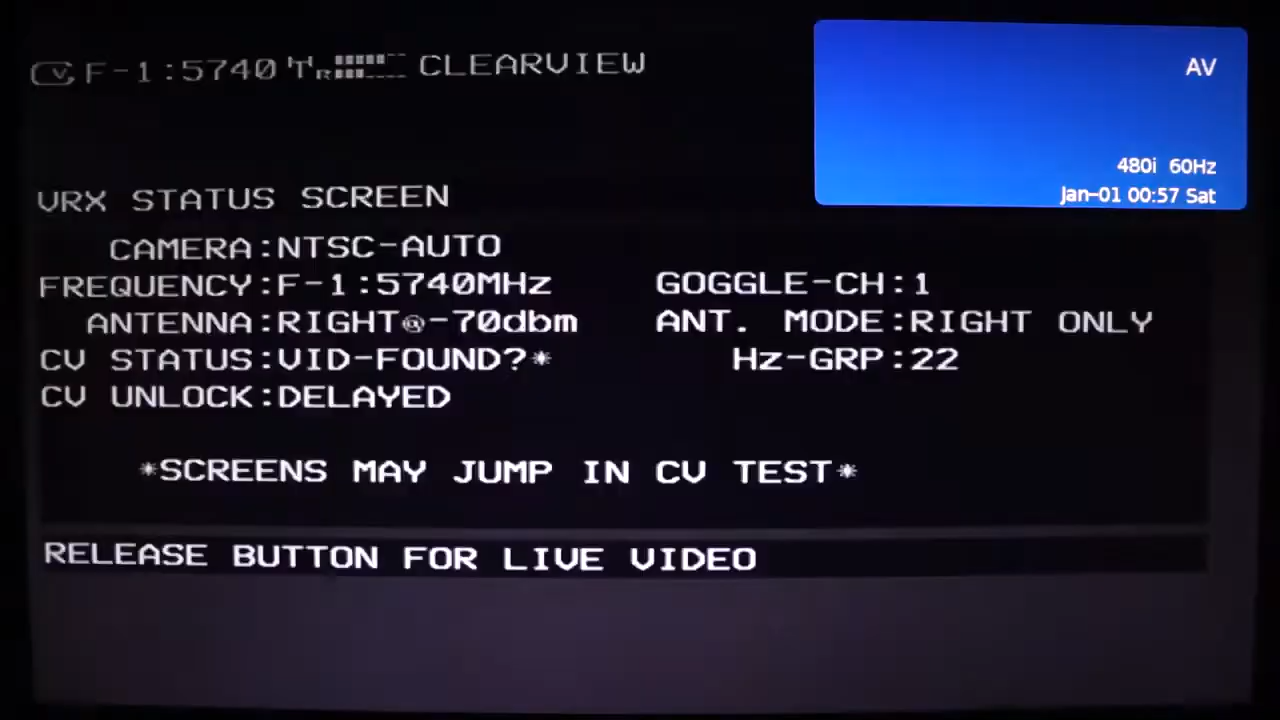 CV F-1:5740 TR CLEARVIEW
AV
480i 60Hz
Jan-01 00:57 Sat
VRX STATUS SCREEN
CAMERA:NTSC-AUTO
FREQUENCY:F-1:5740MHz GOGGLE-CH:1
ANTENNA:RIGHT@-70dbm ANT. MODE:RIGHT ONLY
CV STATUS:VID-FOUND?* Hz-GRP:22
CV UNLOCK:DELAYED
*SCREENS MAY JUMP IN CV TEST*
RELEASE BUTTON FOR LIVE VIDEO